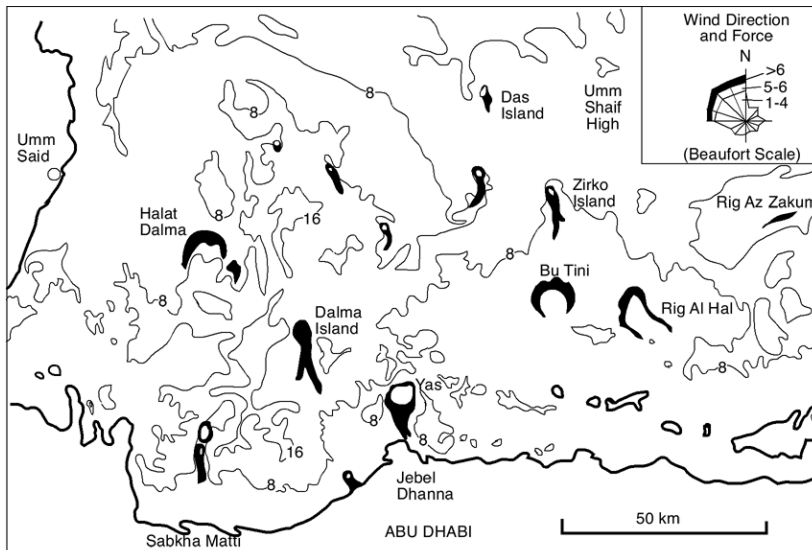 Wind Direction
and Force
N
>6
5-6
1-4
(Beaufort Scale)
8
Das
Island
Umm
Shaif
High
Umm
Said
Zirko
Island
Rig Az Zakum
Halat
Dalma
8
16
8
8
Bu Tini
8
Dalma
Island
Rig Al Hal
8
Yas
8
8
16
8
Jebel
Dhanna
50 km
ABU DHABI
Sabkha Matti